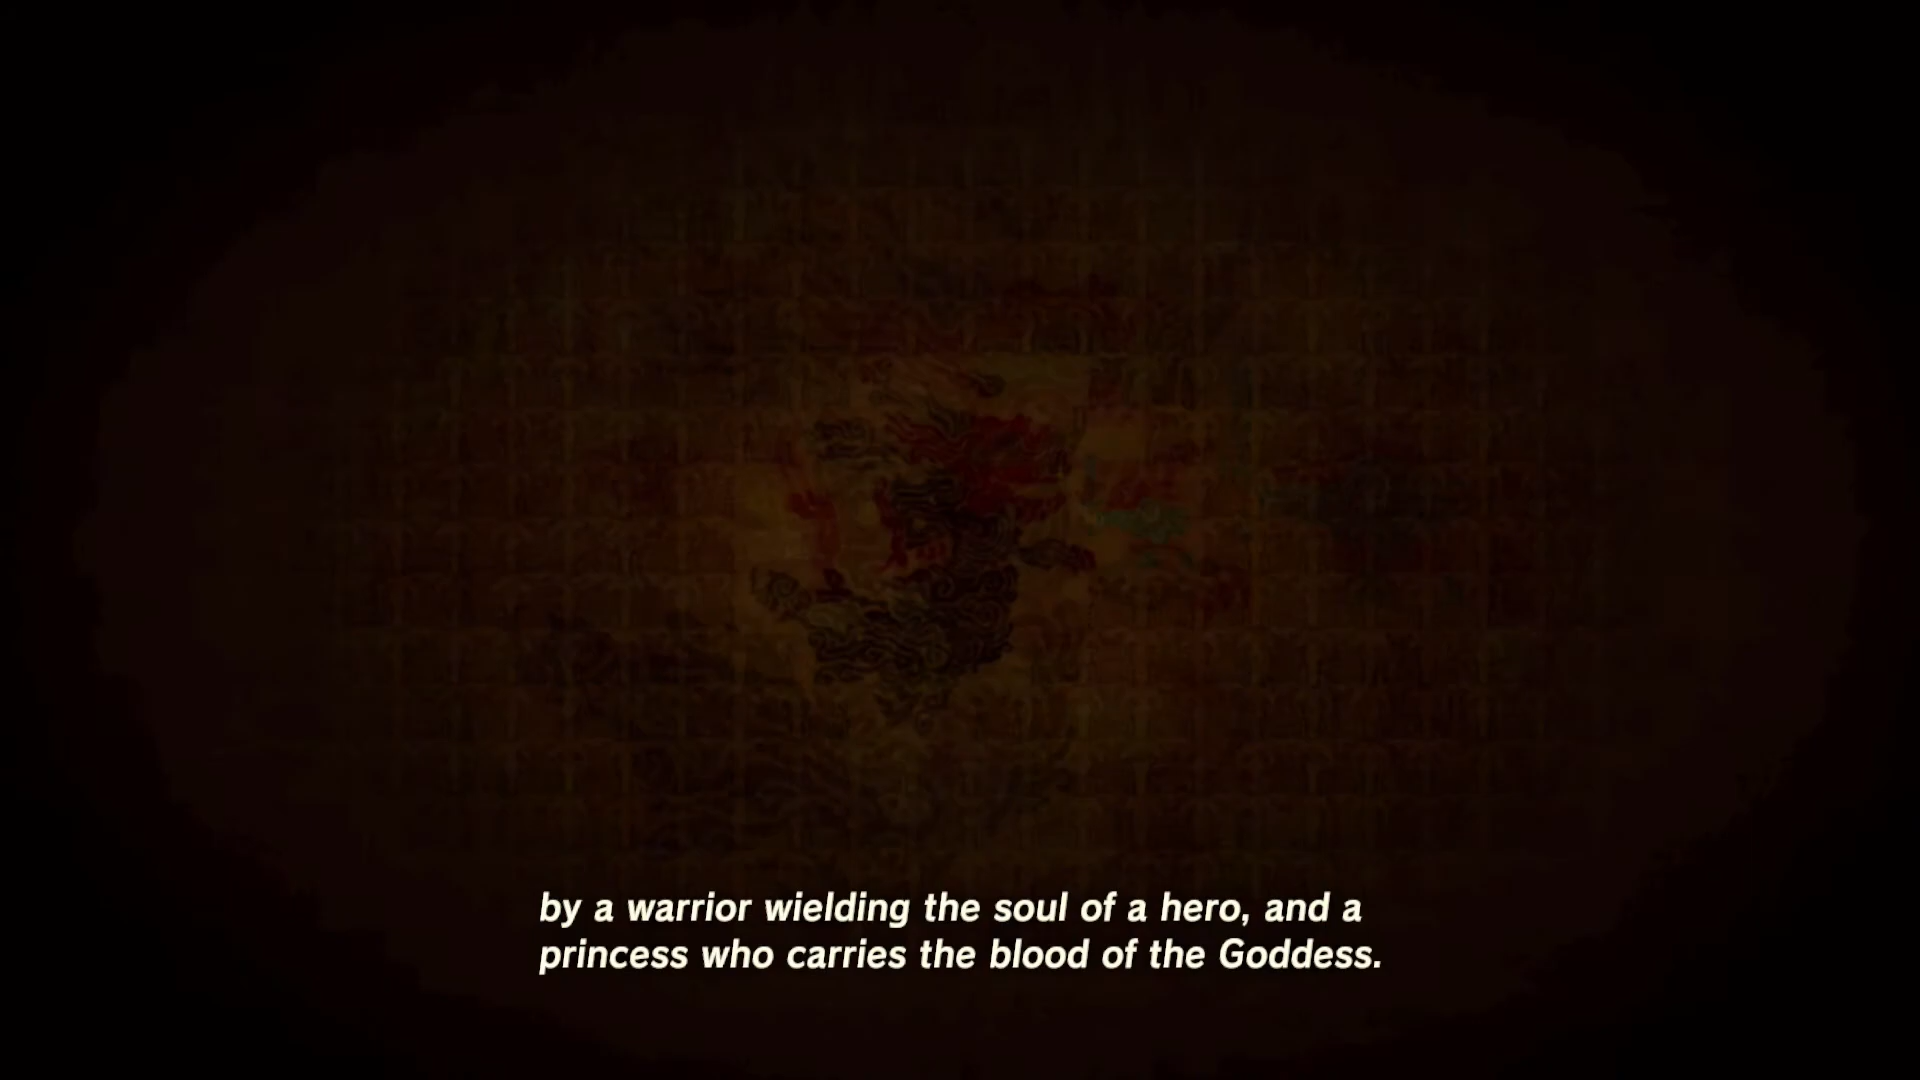 by a warrior wielding the soul of a hero, and a
princess who carries the blood of the Goddess.